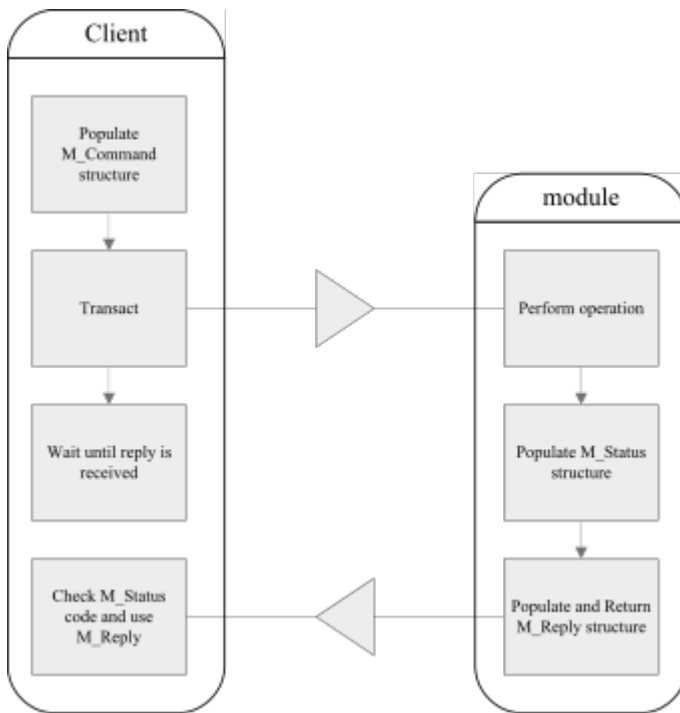 Client
Populate
M_Command
structure
Transact
Wait until reply is
received
Check M_Status
code and use
M_Reply
module
Perform operation
Populate M_Status
structure
Populate and Return
M_Reply structure